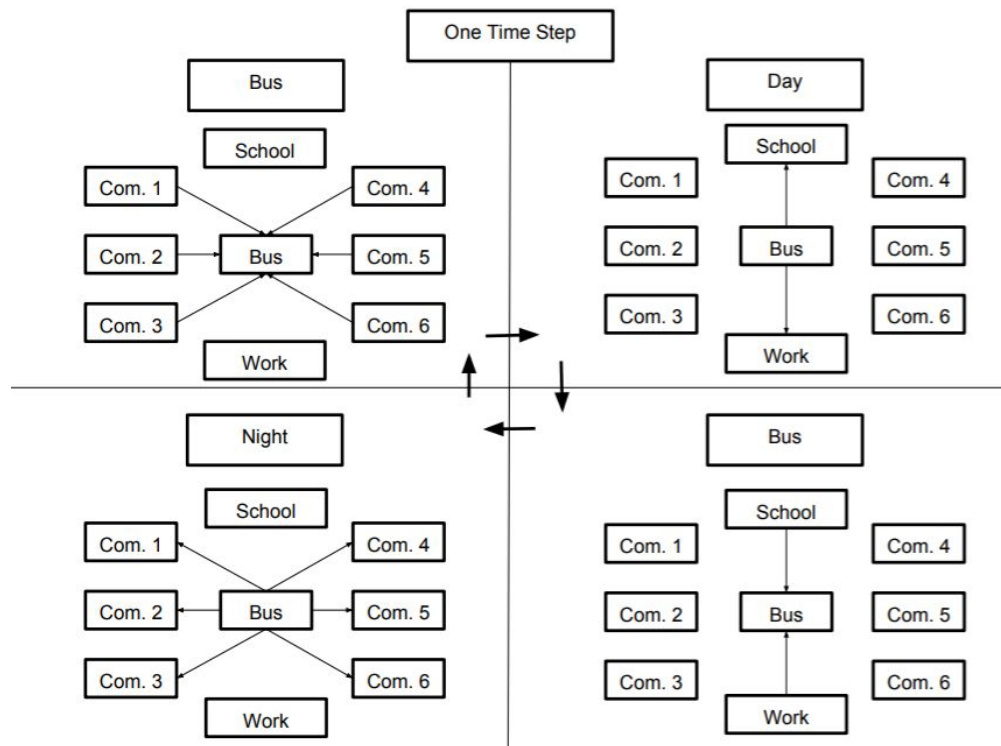 One Time Step
Bus
School
Com. 1
Com. 4
Com. 2
Bus
Com. 5
Com. 3
Com. 6
Work
Day
School
Com. 1
Com. 4
Com. 2
Bus
Com. 5
Com. 3
Com. 6
Work
Night
School
Com. 1
Com. 4
Com. 2
Bus
Com. 5
Com. 3
Com. 6
Work
Bus
School
Com. 1
Com. 4
Com. 2
Bus
Com. 5
Com. 3
Com. 6
Work